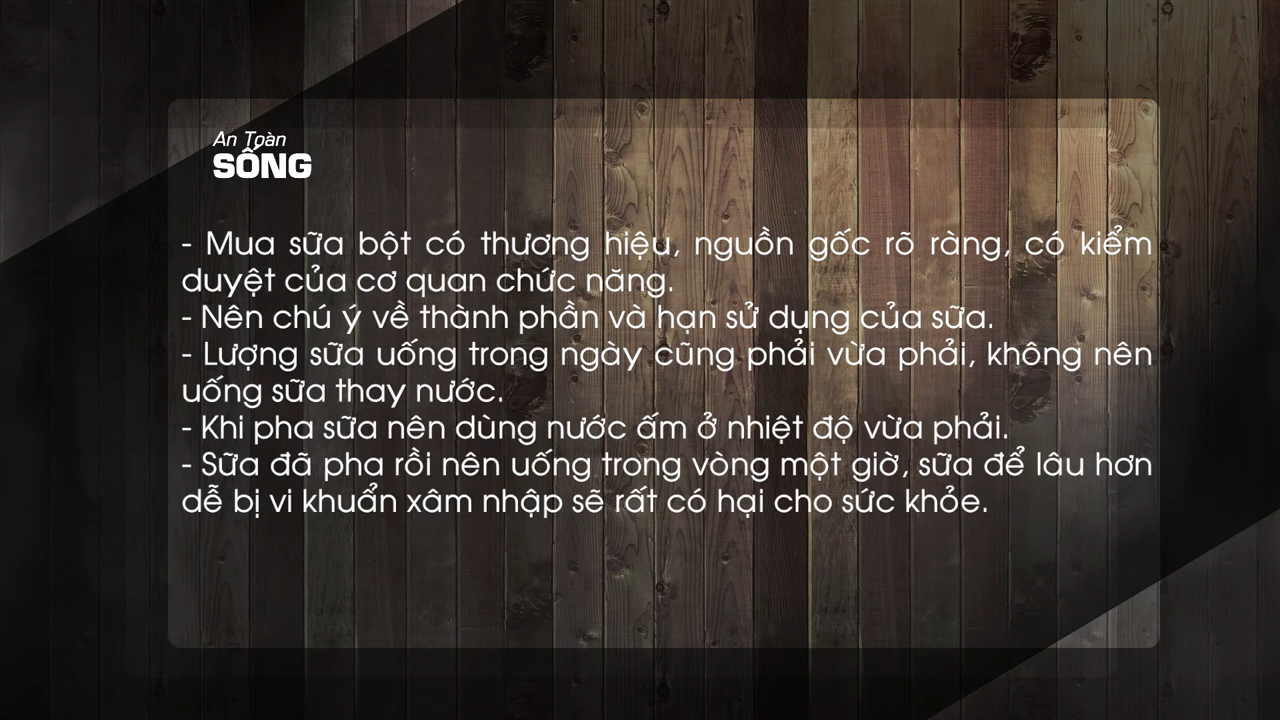 An Toàn
SỐNG
- Mua sữa bột có thương hiệu, nguồn gốc rõ ràng, có kiểm
duyệt của cơ quan chức năng.
- Nên chú ý về thành phần và hạn sử dụng của sữa.
- Lượng sữa uống trong ngày cũng phải vừa phải, không nên
uống sữa thay nước.
- Khi pha sữa nên dùng nước ấm ở nhiệt độ vừa phải.
- Sữa đã pha rồi nên uống trong vòng một giờ, sữa để lâu hơn
dễ bị vi khuẩn xâm nhập sẽ rất có hại cho sức khỏe.